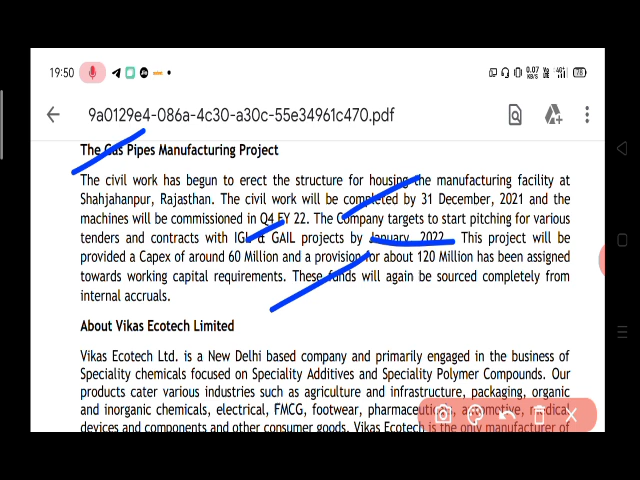 19:50
0.07 KB/S
4G
78
9a0129e4-086a-4c30-a30c-55e34961c470.pdf
The Gas Pipes Manufacturing Project
The civil work has begun to erect the structure for housing the manufacturing facility at
Shahjahanpur, Rajasthan. The civil work will be completed by 31 December, 2021 and the
machines will be commissioned in Q4 FY 22. The Company targets to start pitching for various
tenders and contracts with IGL & GAIL projects by January, 2022. This project will be
provided a Capex of around 60 Million and a provision for about 120 Million has been assigned
towards working capital requirements. These funds will again be sourced completely from
internal accruals.
About Vikas Ecotech Limited
Vikas Ecotech Ltd. is a New Delhi based company and primarily engaged in the business of
Speciality chemicals focused on Speciality Additives and Speciality Polymer Compounds. Our
products cater various industries such as agriculture and infrastructure, packaging, organic
and inorganic chemicals, electrical, FMCG, footwear, pharmaceuticals, automotive, medical
devices and components and other consumer goods. Vikas Ecotech is the only manufacturer of